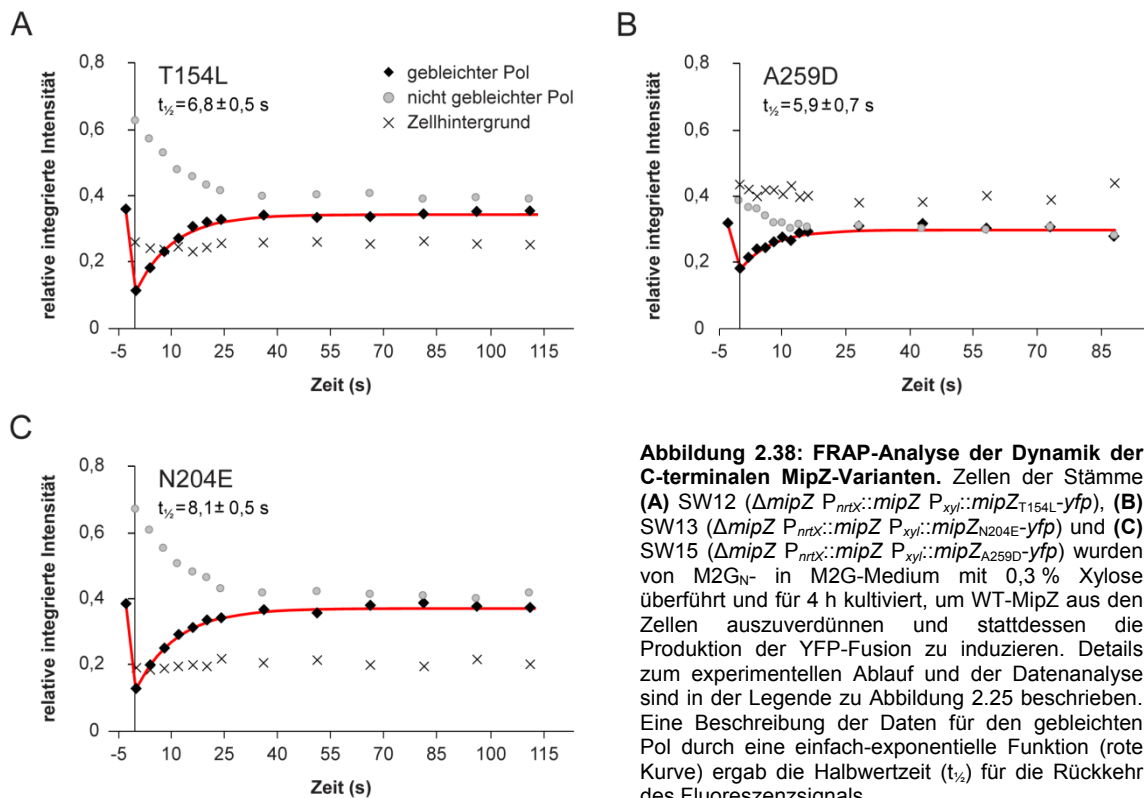 A
relative integrierte Intensität
0,8
0,6
0,4
0,2
0
T154L
t½=6,8±0,5 s
gebleichter Pol
nicht gebleichter Pol
Zellhintergrund
-5 10 25 40 55 70 85 100 115
Zeit (s)
B
relative integrierte Intensität
0,8
0,6
0,4
0,2
0
A259D
t½=5,9±0,7 s
-5 10 25 40 55 70 85
Zeit (s)
C
relative integrierte Intensität
0,8
0,6
0,4
0,2
0
N204E
t½=8,1±0,5 s
-5 10 25 40 55 70 85 100 115
Zeit (s)
Abbildung 2.38: FRAP-Analyse der Dynamik der
C-terminalen MipZ-Varianten. Zellen der Stämme
(A) SW12 (ΔmipZ PnrtX::mipZ Pxyl::mipZT154L-yfp), (B)
SW13 (ΔmipZ PnrtX::mipZ Pxyl::mipZN204E-yfp) und (C)
SW15 (ΔmipZ PnrtX::mipZ Pxyl::mipZA259D-yfp) wurden
von M2GN- in M2G-Medium mit 0,3 % Xylose
überführt und für 4 h kultiviert, um WT-MipZ aus den
Zellen auszuverdünnen und stattdessen die
Produktion der YFP-Fusion zu induzieren. Details
zum experimentellen Ablauf und der Datenanalyse
sind in der Legende zu Abbildung 2.25 beschrieben.
Eine Beschreibung der Daten für den gebleichten
Pol durch eine einfach-exponentielle Funktion (rote
Kurve) ergab die Halbwertzeit (t½) für die Rückkehr
des Fluoreszenzsignals